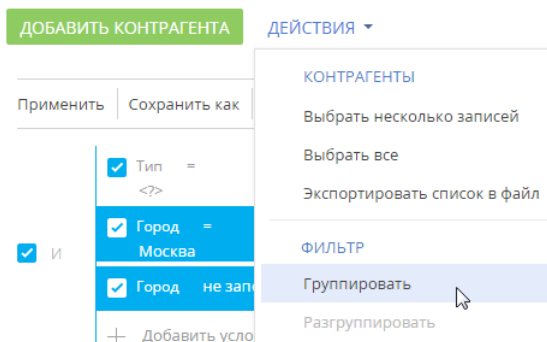 ДОБАВИТЬ КОНТРАГЕНТА
ДЕЙСТВИЯ
Применить
Сохранить как
Тип =
<?>
Город =
Москва
И
Город не запо
Добавить усло
КОНТРАГЕНТЫ
Выбрать несколько записей
Выбрать все
Экспортировать список в файл
ФИЛЬТР
Группировать
Разгруппировать